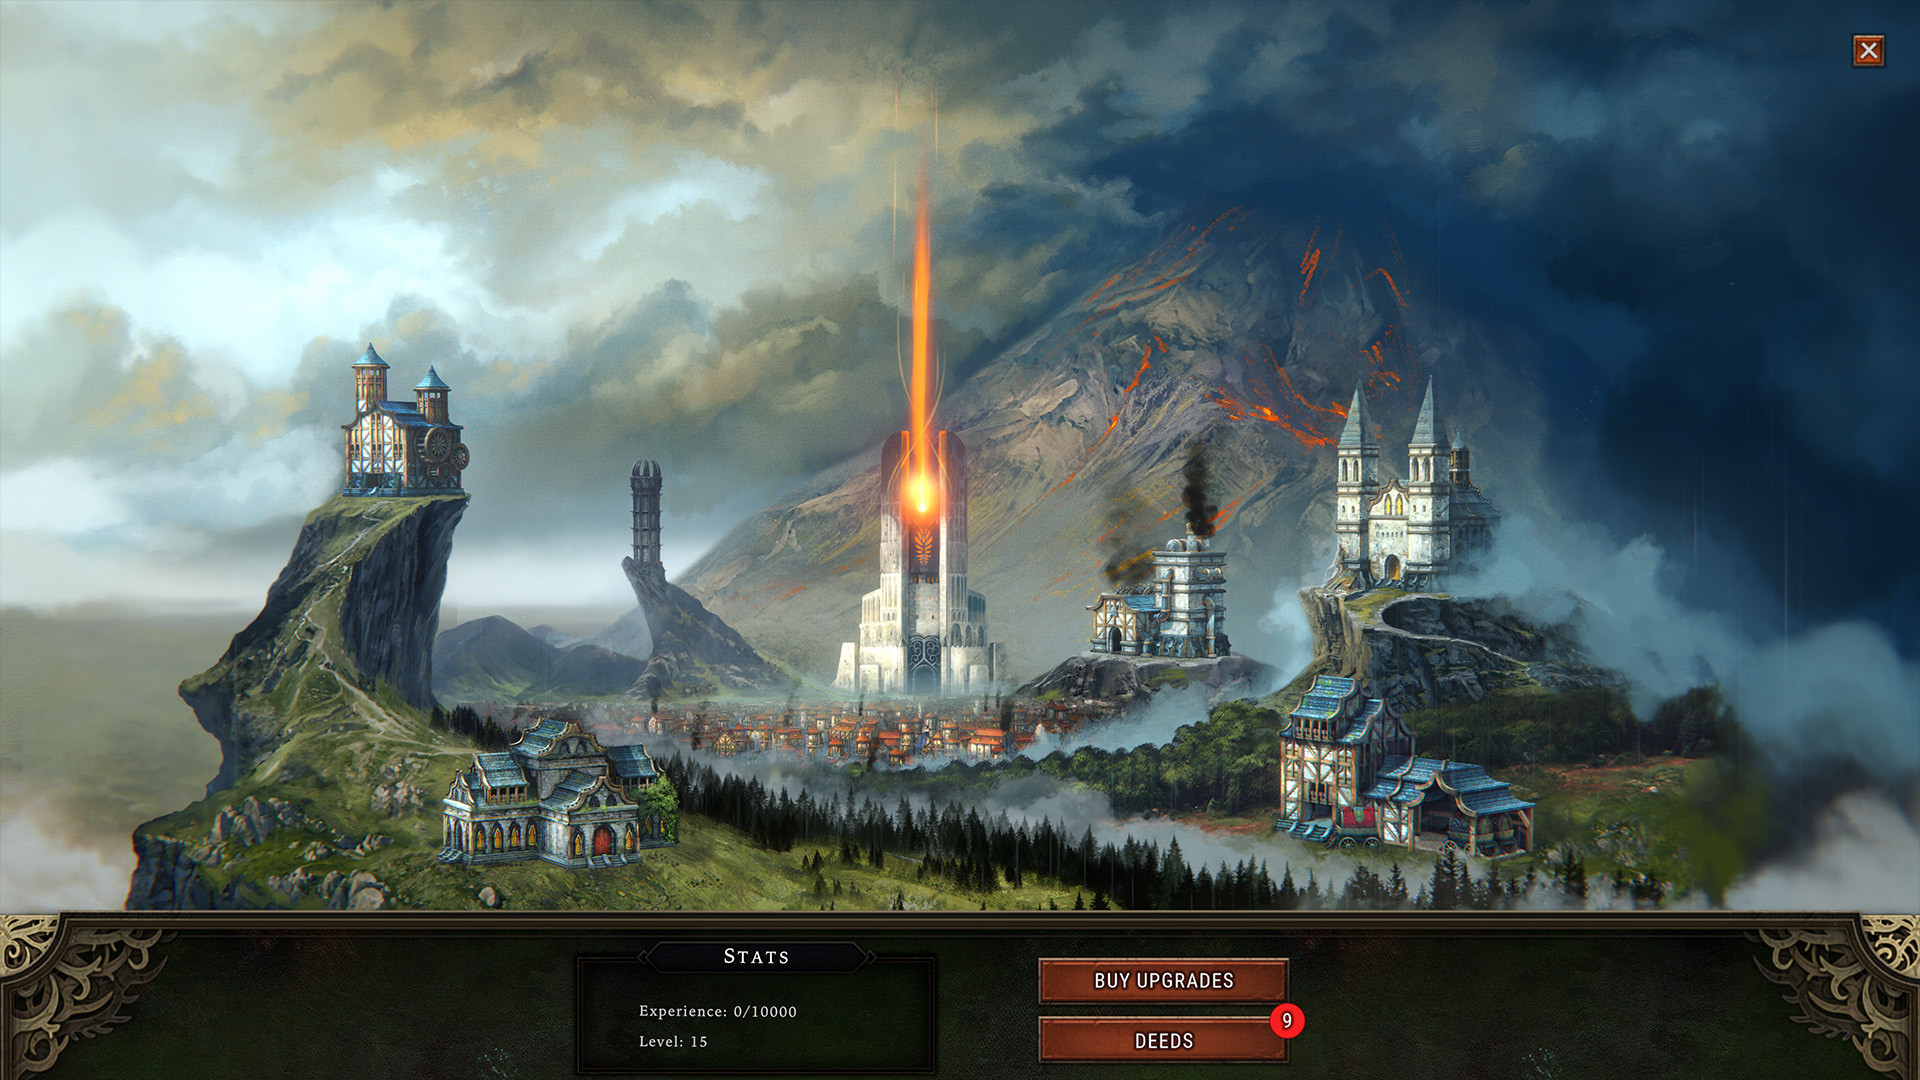 STATS
Experience: 0/10000
Level: 15
BUY UPGRADES
9
DEEDS